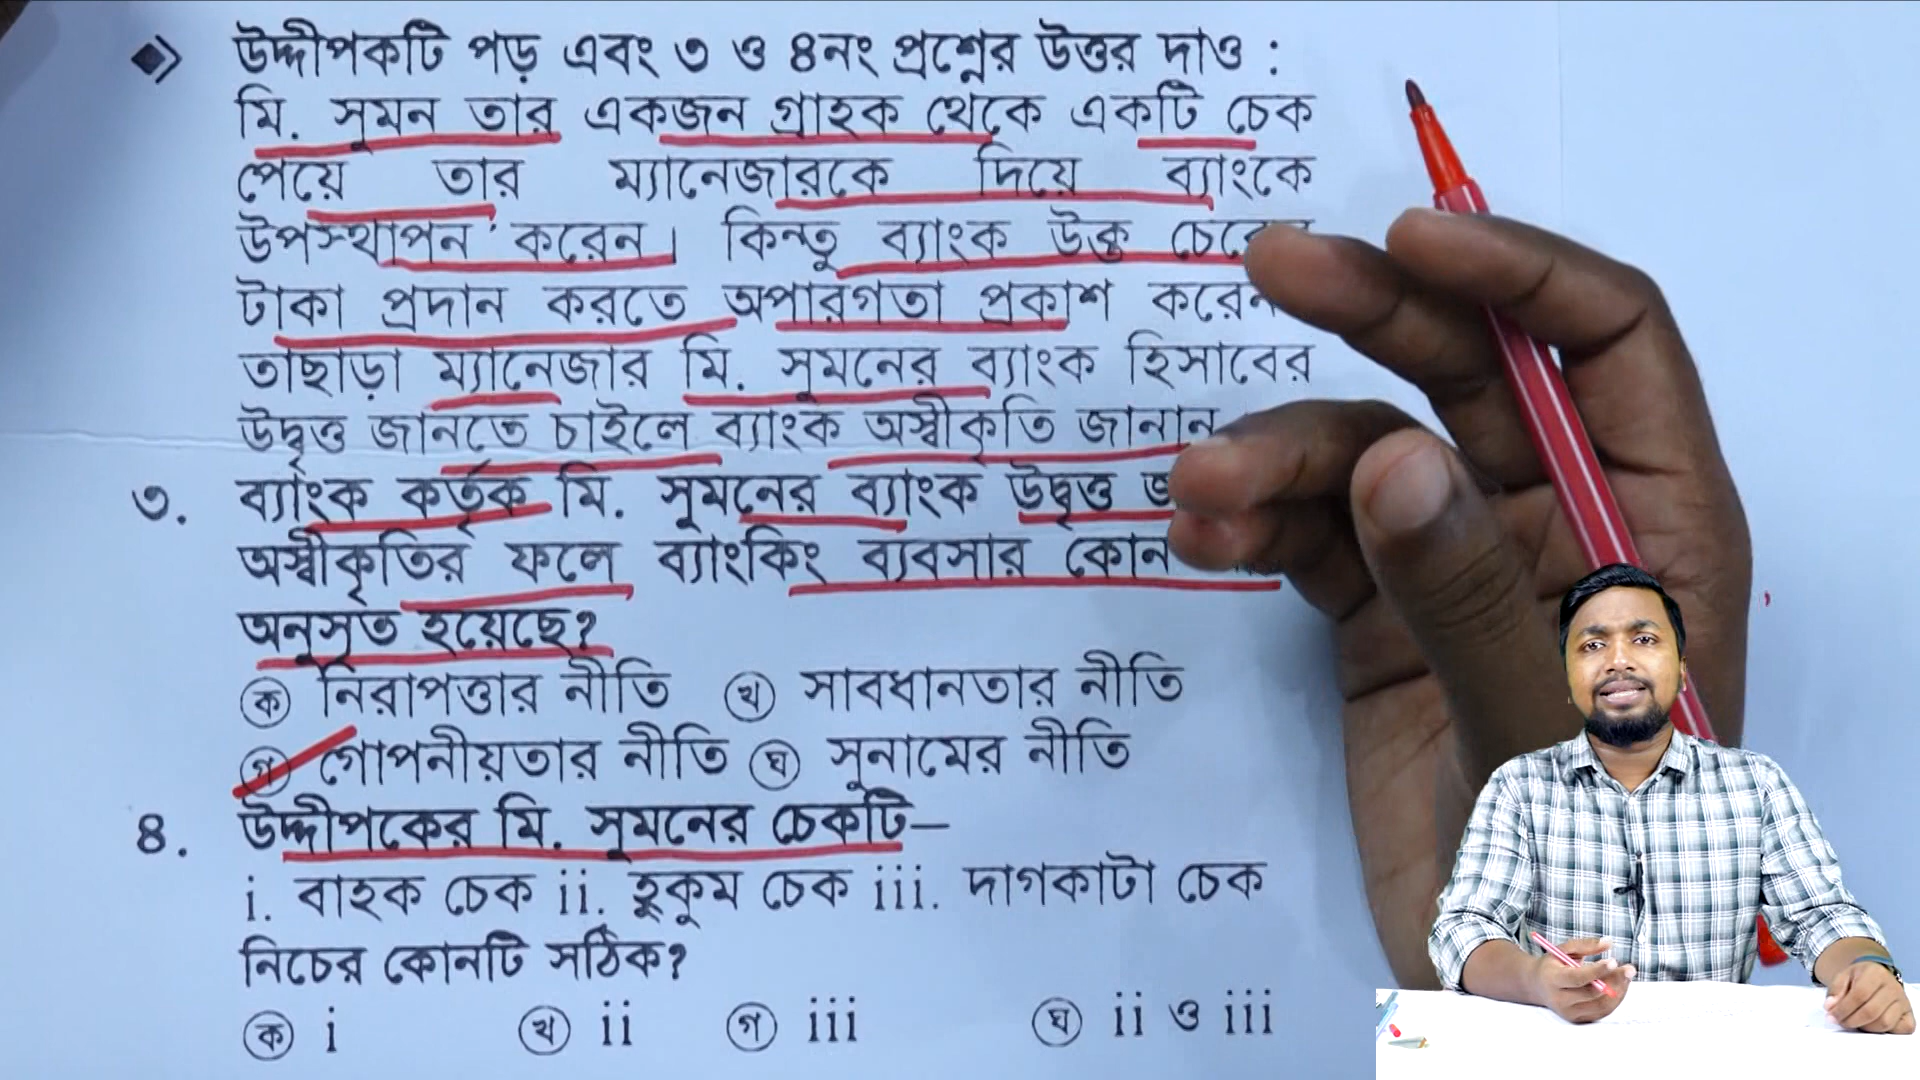 উদ্দীপকটি পড় এবং ৩ ও ৪নং প্রশ্নের উত্তর দাও :
মি. সুমন তার একজন গ্রাহক থেকে একটি চেক
পেয়ে তার ম্যানেজারকে দিয়ে ব্যাংকে
উপস্থাপন করেন। কিন্তু ব্যাংক উক্ত
টাকা প্রদান করতে অপারগতা প্রকাশ করেন
তাছাড়া ম্যানেজার মি. সুমনের ব্যাংক হিসাবের
উদ্বৃত্ত জানতে চাইলে ব্যাংক অস্বীকৃতি জানান
৩. ব্যাংক কর্তৃক মি. সুমনের ব্যাংক উদ্বৃত্ত
অস্বীকৃতির ফলে ব্যাংকিং ব্যবসার কোন
অনুসৃত হয়েছে?
ক নিরাপত্তার নীতি খ সাবধানতার নীতি
গ গোপনীয়তার নীতি ঘ সুনামের নীতি
৪. উদ্দীপকের মি. সুমনের চেকটি–
i. বাহক চেক ii. হুকুম চেক iii. দাগকাটা চেক
নিচের কোনটি সঠিক?
ক i খ ii গ iii ঘ ii ও iii